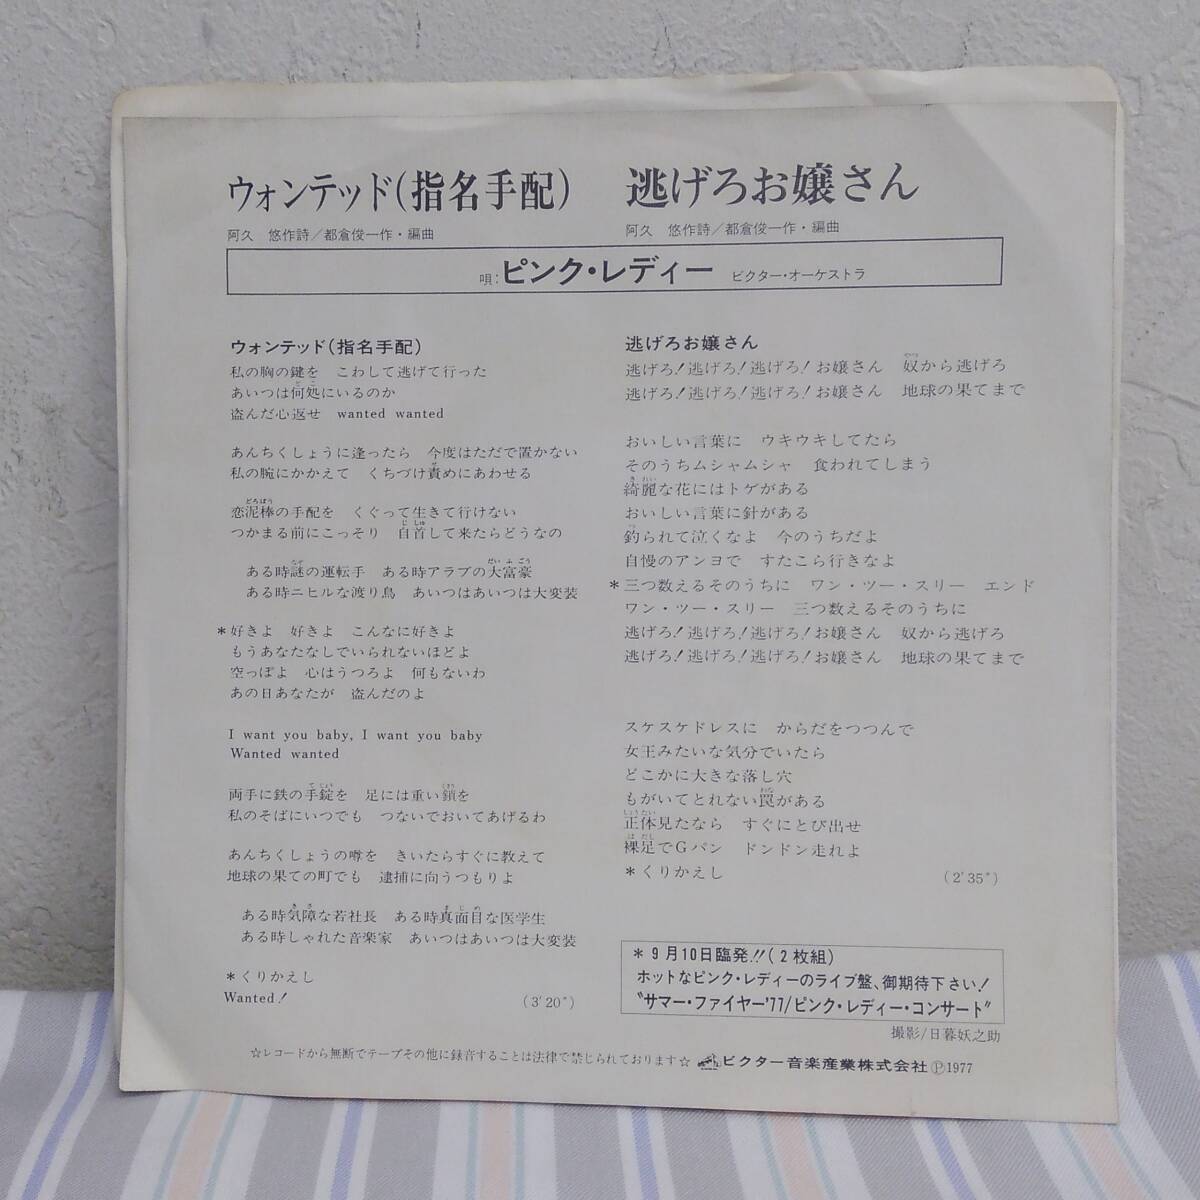 ウォンテッド(指名手配)
阿久 悠作詩/都倉俊一作・編曲
逃げろお嬢さん
阿久 悠作詩/都倉俊一作・編曲
唄:ピンク・レディー ビクター・オーケストラ
ウォンテッド(指名手配)
私の胸の鍵を こわして逃げて行った
あいつは何処にいるのか
盗んだ心返せ wanted wanted
あんちくしょうに逢ったら 今度はただで置かない
私の腕にかかえて くちづけ責めにあわせる
恋泥棒の手配を くぐって生きて行けない
つかまる前にこっそり 自首して来たらどうなの
ある時謎の運転手 ある時アラブの大富豪
ある時ニヒルな渡り鳥 あいつはあいつは大変装
*好きよ 好きよ こんなに好きよ
もうあなたなしでいられないほどよ
空っぽよ 心はうつろよ 何もないわ
あの日あなたが 盗んだのよ
I want you baby, I want you baby
Wanted wanted
両手に鉄の手錠を 足には重い鎖を
私のそばにいつでも つないでおいてあげるわ
あんちくしょうの噂を きいたらすぐに教えて
地球の果ての町でも 逮捕に向うつもりよ
ある時気障な若社長 ある時真面目な医学生
ある時しゃれた音楽家 あいつはあいつは大変装
*くりかえし
Wanted!
(3'20")
逃げろお嬢さん
逃げろ!逃げろ!逃げろ!お嬢さん 奴から逃げろ
逃げろ!逃げろ!逃げろ!お嬢さん 地球の果てまで
おいしい言葉に ウキウキしてたら
そのうちムシャムシャ 食われてしまう
綺麗な花にはトゲがある
おいしい言葉に針がある
釣られて泣くなよ 今のうちだよ
自慢のアンヨで すたこら行きなよ
*三つ数えるそのうちに ワン・ツー・スリー エンド
ワン・ツー・スリー 三つ数えるそのうちに
逃げろ!逃げろ!逃げろ!お嬢さん 奴から逃げろ
逃げろ!逃げろ!逃げろ!お嬢さん 地球の果てまで
スケスケドレスに からだをつつんで
女王みたいな気分でいたら
どこかに大きな落し穴
もがいてとれない罠がある
正体見たなら すぐにとび出せ
裸足でGパン ドンドン走れよ
*くりかえし
(2'35")
*9月10日臨発!!(2枚組)
ホットなピンク・レディーのライブ盤、御期待下さい!
"サマー・ファイヤー'77/ピンク・レディー・コンサート"
撮影/日暮妖之助
☆レコードから無断でテープその他に録音することは法律で禁じられております☆ ビクター音楽産業株式会社 Ⓟ1977